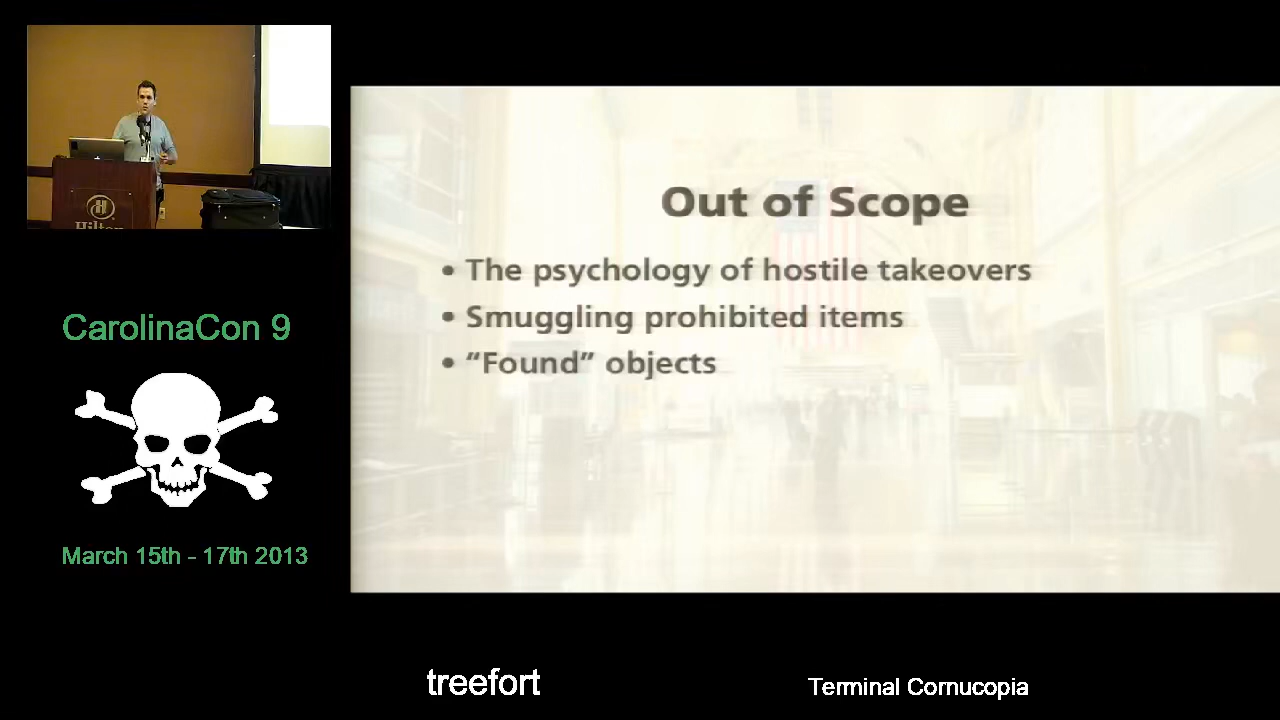 Hilton
CarolinaCon 9
March 15th - 17th 2013
Out of Scope
• The psychology of hostile takeovers
• Smuggling prohibited items
• “Found” objects
treefort
Terminal Cornucopia